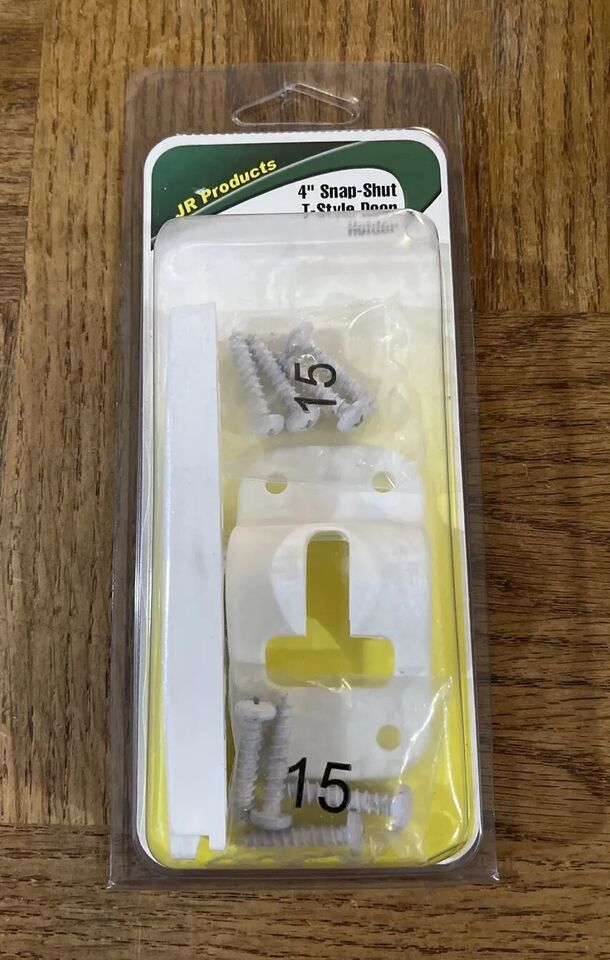 JR Products
4" Snap-Shut
T-Style Door
Holder
15
15